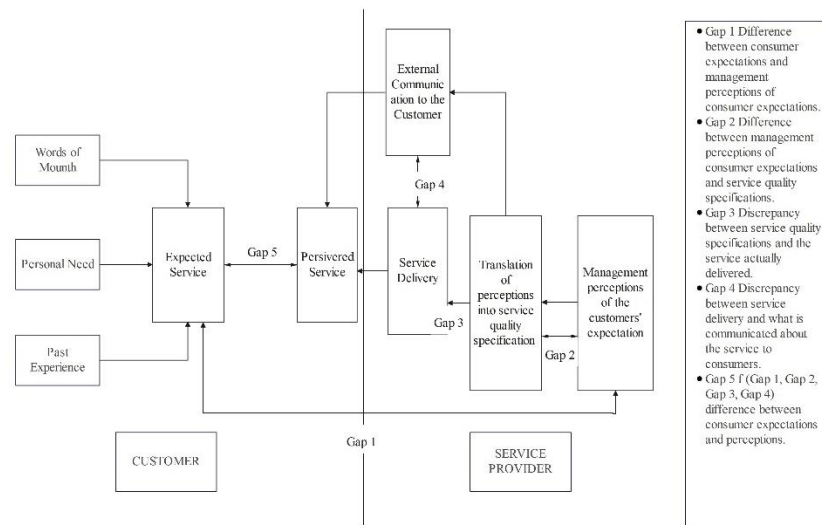 External
Communic
ation to the
Customer
Words of
Mounth
Gap 4
Expected
Service
Gap 5
Persivered
Service
Service
Delivery
Personal Need
Translation
of
perceptions
into service
quality
specification
Management
perceptions
of the
customers'
expectation
Gap 3
Gap 2
Past
Experience
Gap 1
CUSTOMER
SERVICE
PROVIDER
• Gap 1 Difference
between consumer
expectations and
management
perceptions of
consumer expectations.
• Gap 2 Difference
between management
perceptions of
consumer expectations
and service quality
specifications.
• Gap 3 Discrepancy
between service quality
specifications and the
service actually
delivered.
• Gap 4 Discrepancy
between service
delivery and what is
communicated about
the service to
consumers.
• Gap 5 f (Gap 1, Gap 2,
Gap 3, Gap 4)
difference between
consumer expectations
and perceptions.